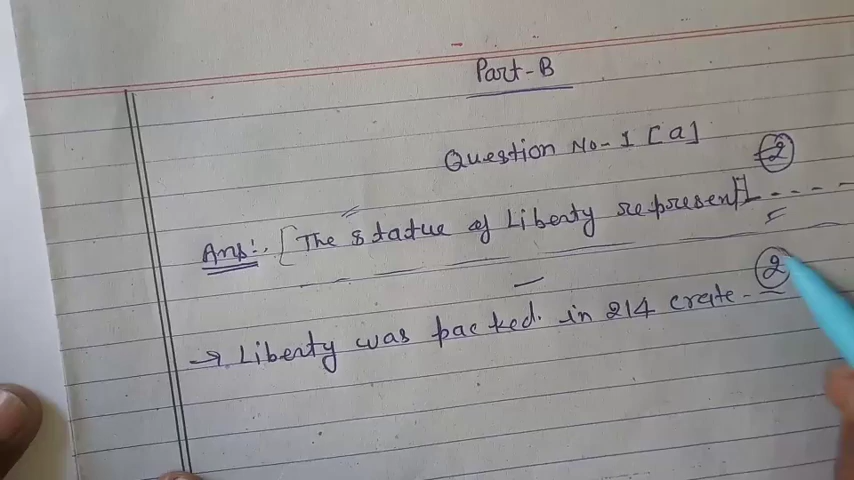 Part-B
Question No-1 [a]
2
Ans:. [The Statue of Liberty represent ....
2
→ Liberty was packed. in 214 crate.